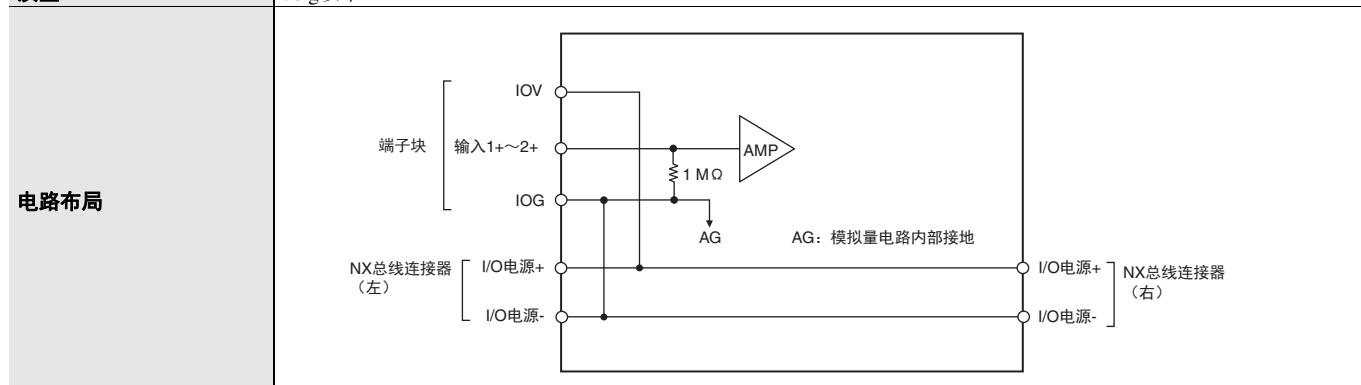 电路布局
IOV
端子块
输入1+～2+
AMP
1 MΩ
IOG
AG
AG：模拟量电路内部接地
NX总线连接器
（左）
I/O电源+
I/O电源-
I/O电源+
I/O电源-
NX总线连接器
（右）